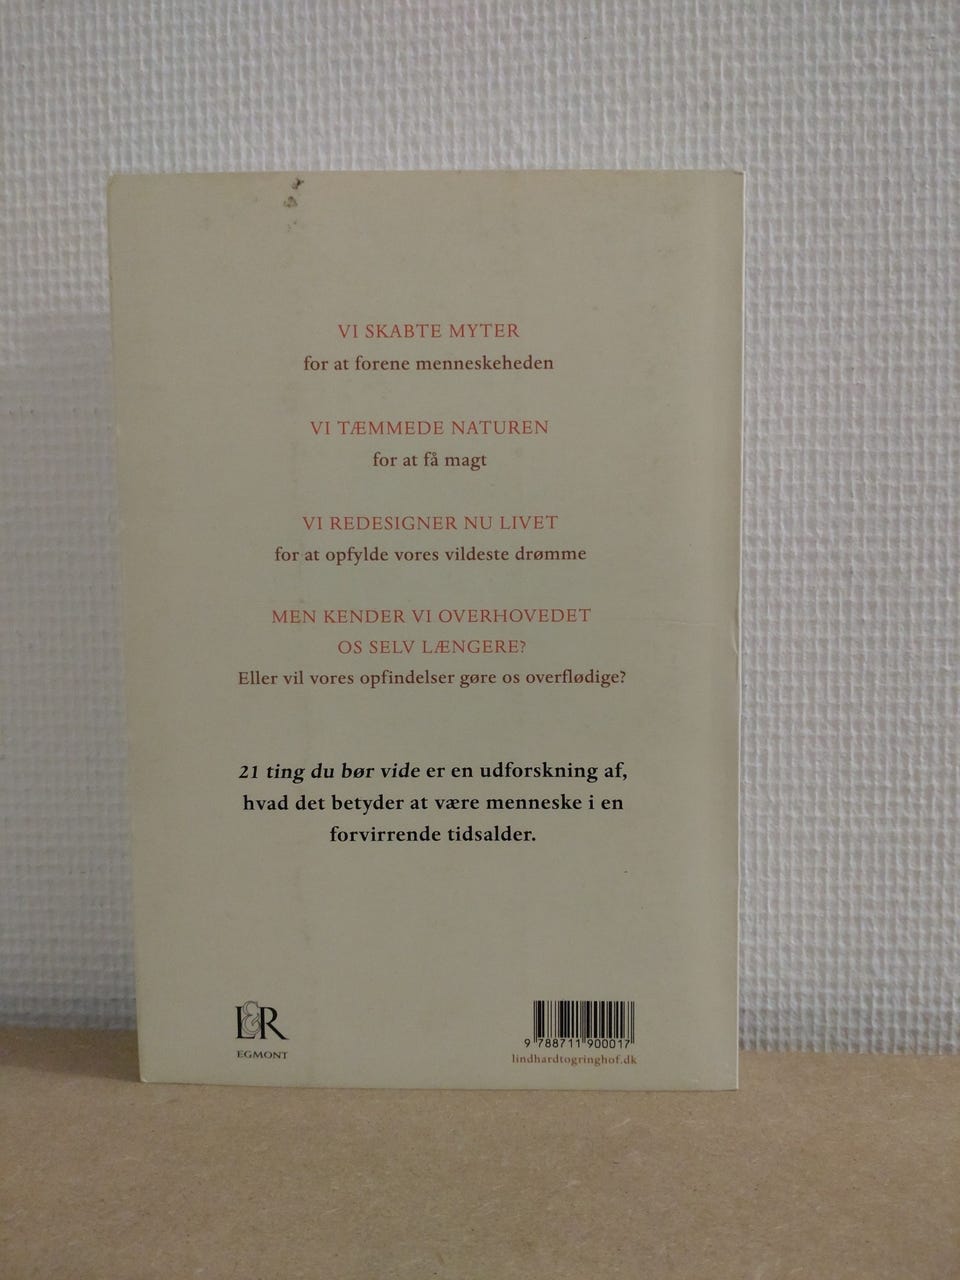 VI SKABTE MYTER
for at forene menneskeheden
VI TÆMMEDE NATUREN
for at få magt
VI REDESIGNER NU LIVET
for at opfylde vores vildeste drømme
MEN KENDER VI OVERHOVEDET
OS SELV LÆNGERE?
Eller vil vores opfindelser gøre os overflødige?
21 ting du bør vide er en udforskning af,
hvad det betyder at være menneske i en
forvirrende tidsalder.
L&R
EGMONT
9 788711 900017
lindhardtogringhof.dk